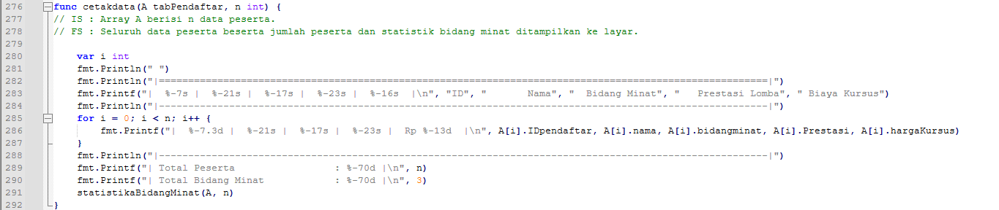 276 func cetakdata(A tabPendaftar, n int) {
277 // IS : Array A berisi n data peserta.
278 // FS : Seluruh data peserta beserta jumlah peserta dan statistik bidang minat ditampilkan ke layar.
279
280     var i int
281     fmt.Println(" ")
282     fmt.Println("|========================================================================================================|")
283     fmt.Printf("|  %-7s |  %-21s |  %-17s |  %-23s |  %-16s  |\n", "ID", "       Nama", "  Bidang Minat", "   Prestasi Lomba", " Biaya Kursus")
284     fmt.Println("|--------------------------------------------------------------------------------------------------------|")
285     for i = 0; i < n; i++ {
286         fmt.Printf("|  %-7.3d |  %-21s |  %-17s |  %-23s |  Rp %-13d  |\n", A[i].IDpendaftar, A[i].nama, A[i].bidangminat, A[i].Prestasi, A[i].hargaKursus)
287     }
288     fmt.Println("|--------------------------------------------------------------------------------------------------------|")
289     fmt.Printf("| Total Peserta                 : %-70d |\n", n)
290     fmt.Printf("| Total Bidang Minat            : %-70d |\n", 3)
291     statistikaBidangMinat(A, n)
292 }